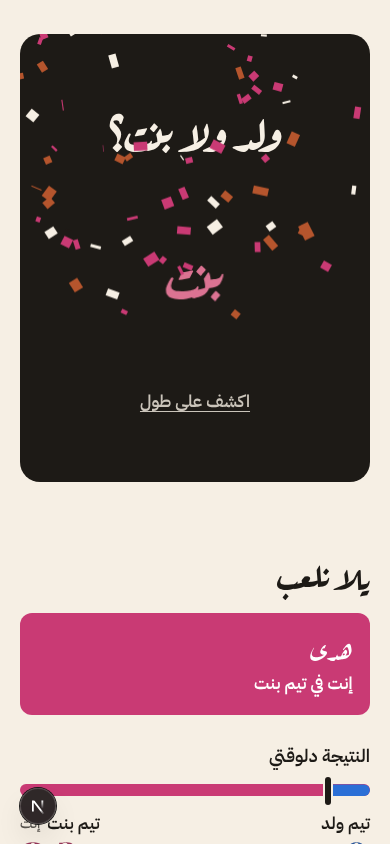 ولد ولا بنت؟
بنت
اكشف على طول
يلا نلعب
هدى
إنت في تيم بنت
النتيجة دلوقتي
تيم ولد
تيم بنت إنت
N